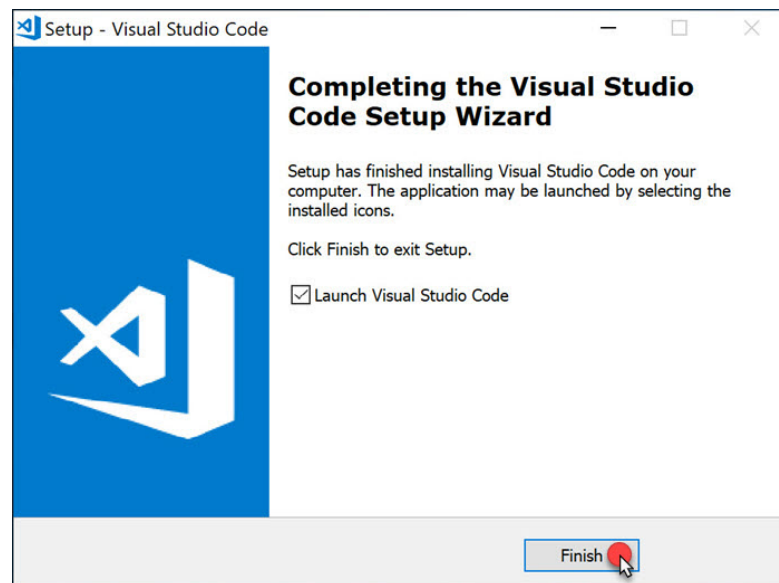 Setup - Visual Studio Code
Completing the Visual Studio
Code Setup Wizard
Setup has finished installing Visual Studio Code on your
computer. The application may be launched by selecting the
installed icons.
Click Finish to exit Setup.
Launch Visual Studio Code
Finish